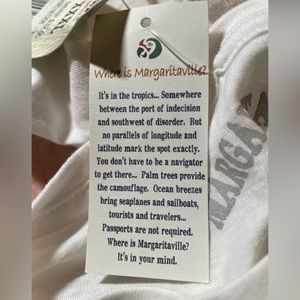 Where is Margaritaville?
It's in the tropics... Somewhere
between the port of indecision
and southwest of disorder. But
no parallels of longitude and
latitude mark the spot exactly.
You don't have to be a navigator
to get there... Palm trees provide
the camouflage. Ocean breezes
bring seaplanes and sailboats,
tourists and travelers...
Passports are not required.
Where is Margaritaville?
It's in your mind.
MARGA